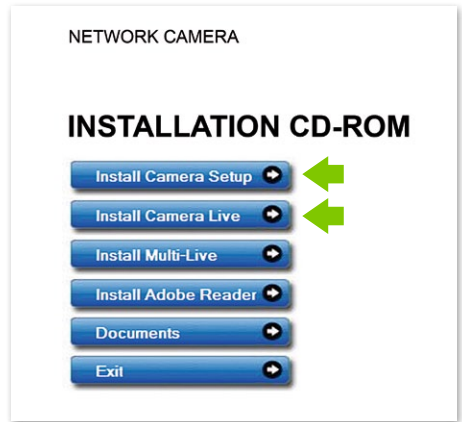 NETWORK CAMERA
INSTALLATION CD-ROM
Install Camera Setup
Install Camera Live
Install Multi-Live
Install Adobe Reader
Documents
Exit